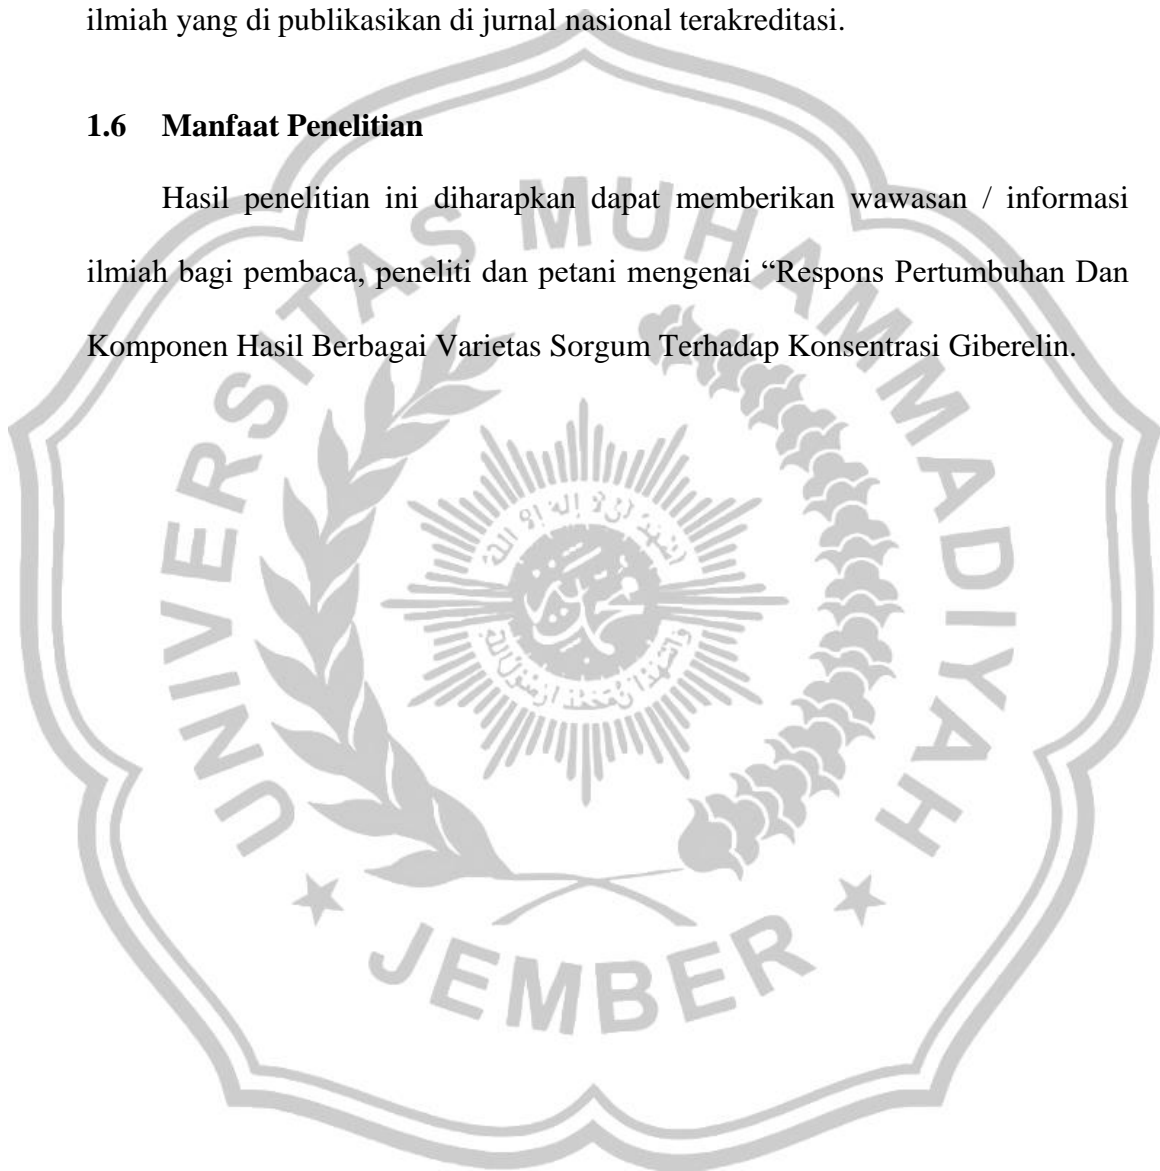 ilmiah yang di publikasikan di jurnal nasional terakreditasi.
1.6 Manfaat Penelitian
Hasil penelitian ini diharapkan dapat memberikan wawasan / informasi
ilmiah bagi pembaca, peneliti dan petani mengenai “Respons Pertumbuhan Dan
Komponen Hasil Berbagai Varietas Sorgum Terhadap Konsentrasi Giberelin.
UNIVERSITAS MUHAMMADIYAH
JEMBER